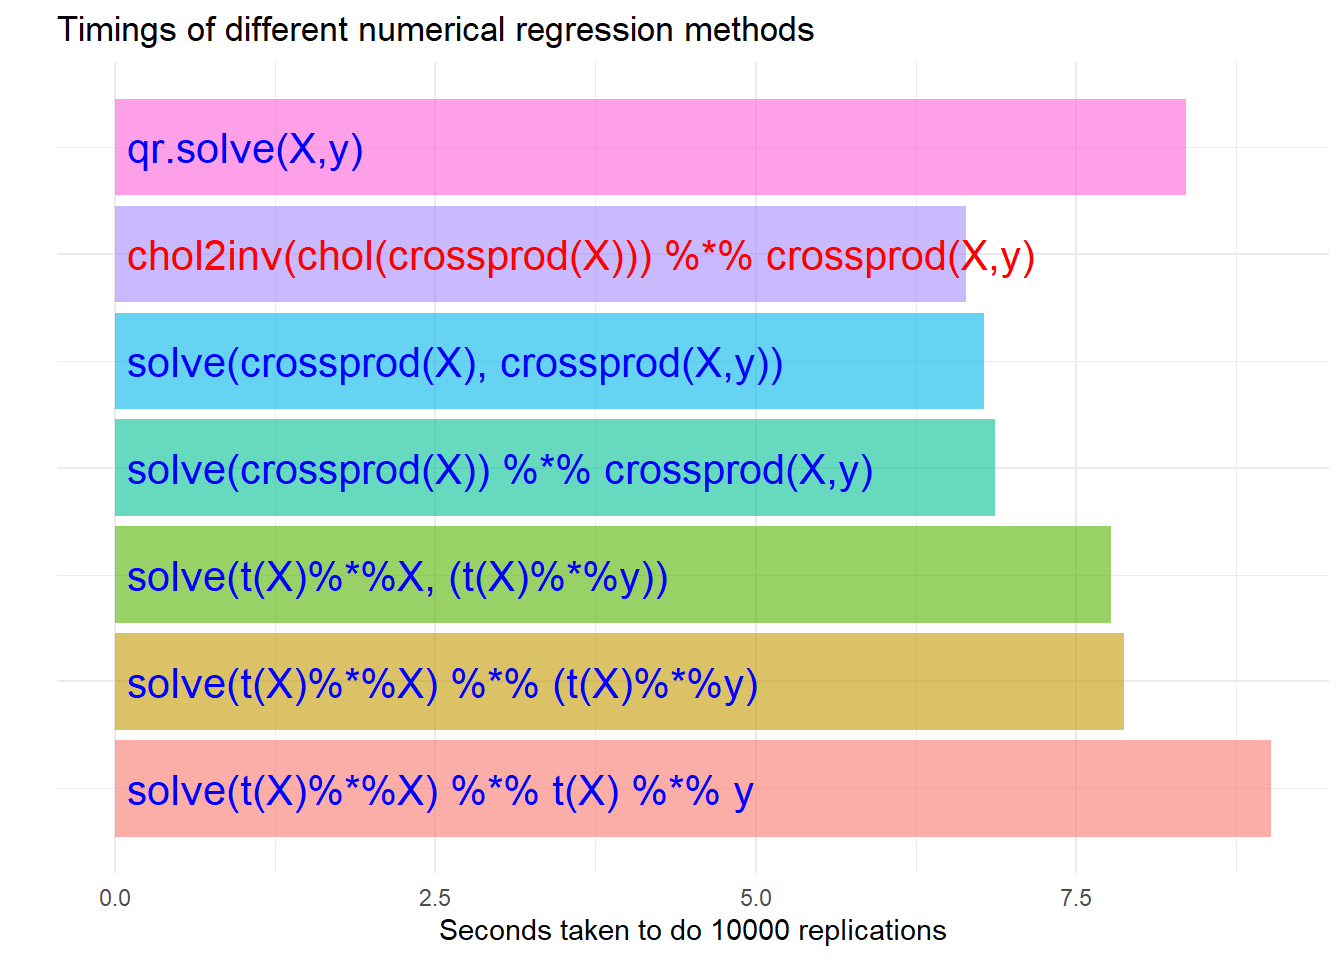 Timings of different numerical regression methods
qr.solve(X,y)
chol2inv(chol(crossprod(X))) %*% crossprod(X,y)
solve(crossprod(X), crossprod(X,y))
solve(crossprod(X)) %*% crossprod(X,y)
solve(t(X)%*%X, (t(X)%*%y))
solve(t(X)%*%X) %*% (t(X)%*%y)
solve(t(X)%*%X) %*% t(X) %*% y
0.0 2.5 5.0 7.5
Seconds taken to do 10000 replications